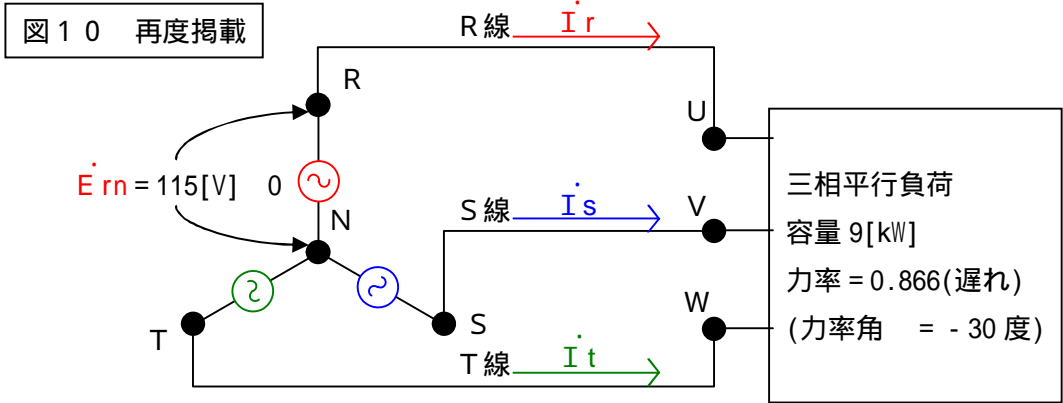 図１０　再度掲載
R線
İr
R
U
Ėrn = 115[V]　0
N
S線
İs
V
T
S
W
T線
İt
三相平行負荷
容量 9[kW]
力率 = 0.866(遅れ)
(力率角　= - 30 度)